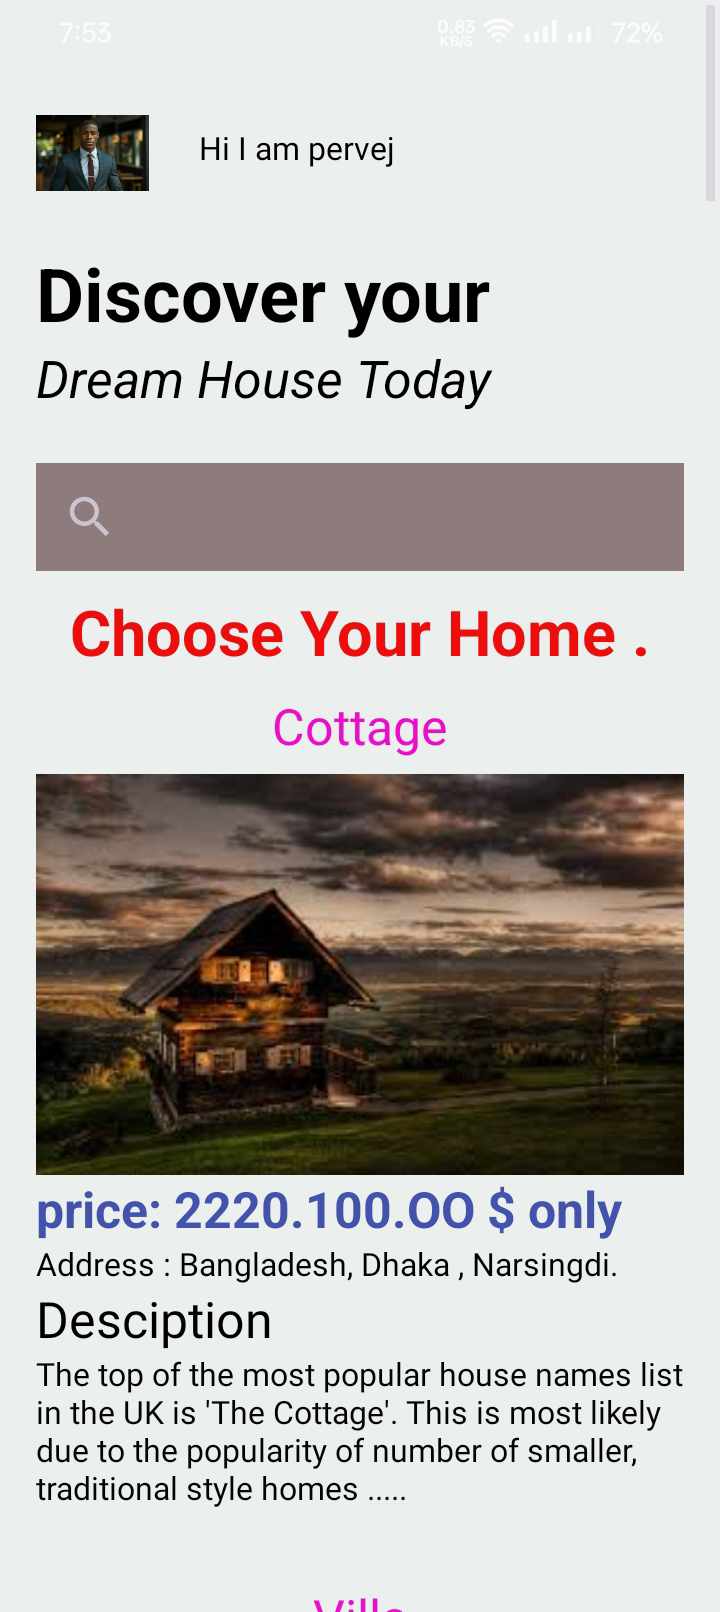 7:53
0.83
KB/S
72%
Hi I am pervej
Discover your
Dream House Today
Choose Your Home .
Cottage
price: 2220.100.OO $ only
Address : Bangladesh, Dhaka , Narsingdi.
Desciption
The top of the most popular house names list
in the UK is 'The Cottage'. This is most likely
due to the popularity of number of smaller,
traditional style homes .....